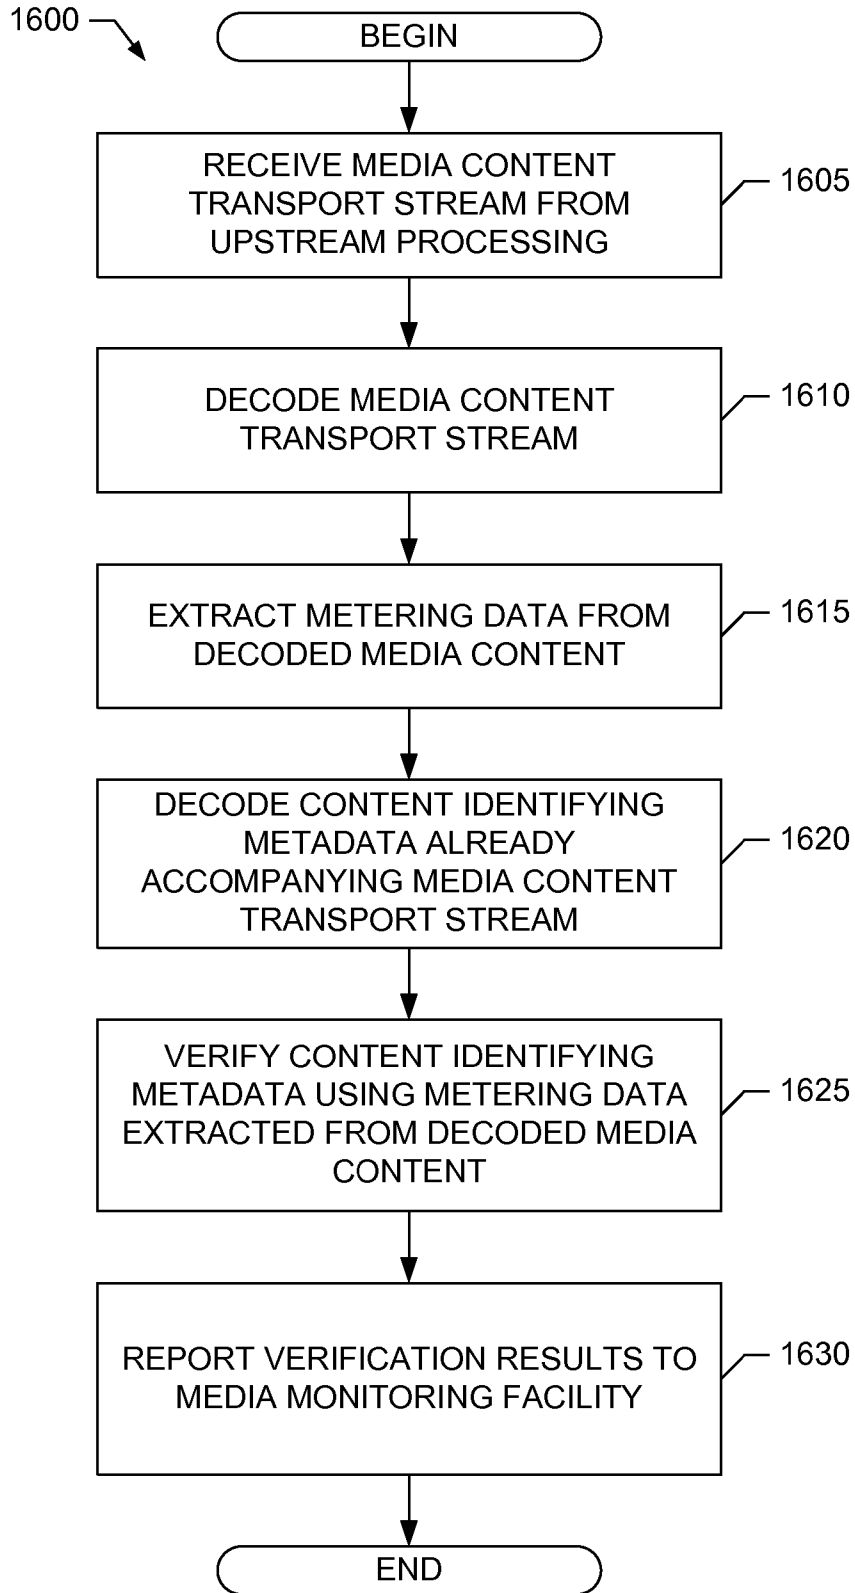 1600
BEGIN
RECEIVE MEDIA CONTENT
TRANSPORT STREAM FROM
UPSTREAM PROCESSING
1605
DECODE MEDIA CONTENT
TRANSPORT STREAM
1610
EXTRACT METERING DATA FROM
DECODED MEDIA CONTENT
1615
DECODE CONTENT IDENTIFYING
METADATA ALREADY
ACCOMPANYING MEDIA CONTENT
TRANSPORT STREAM
1620
VERIFY CONTENT IDENTIFYING
METADATA USING METERING DATA
EXTRACTED FROM DECODED MEDIA
CONTENT
1625
REPORT VERIFICATION RESULTS TO
MEDIA MONITORING FACILITY
1630
END